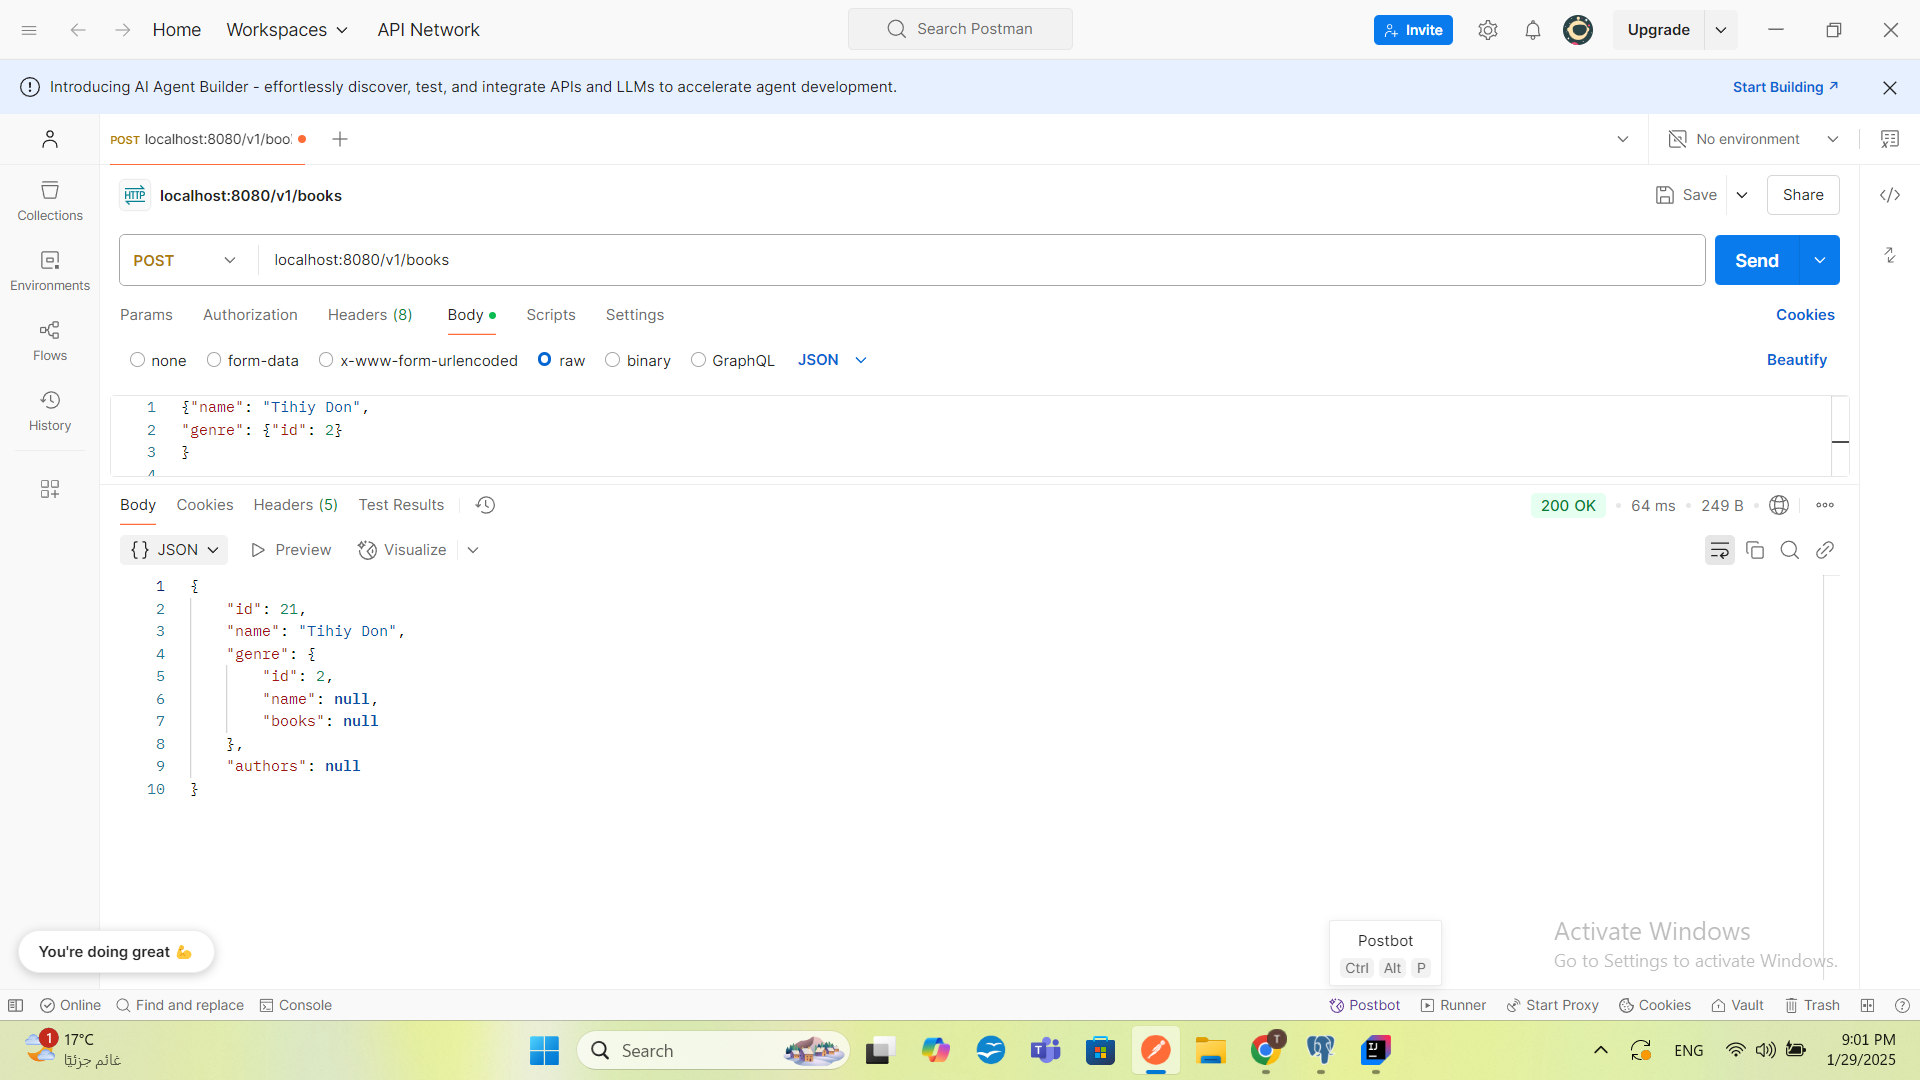 Home
Workspaces
API Network
Search Postman
Invite
Upgrade
Introducing AI Agent Builder - effortlessly discover, test, and integrate APIs and LLMs to accelerate agent development.
Start Building
POST localhost:8080/v1/boo
No environment
HTTP
localhost:8080/v1/books
Save
Share
Collections
Environments
Flows
History
POST
localhost:8080/v1/books
Send
Params
Authorization
Headers (8)
Body
Scripts
Settings
Cookies
none
form-data
x-www-form-urlencoded
raw
binary
GraphQL
JSON
Beautify
1 {"name": "Tihiy Don",
2 "genre": {"id": 2}
3 }
4
Body
Cookies
Headers (5)
Test Results
200 OK
64 ms
249 B
{} JSON
Preview
Visualize
1 {
2 "id": 21,
3 "name": "Tihiy Don",
4 "genre": {
5 "id": 2,
6 "name": null,
7 "books": null
8 },
9 "authors": null
10 }
You're doing great 💪
Postbot
Ctrl Alt P
Activate Windows
Go to Settings to activate Windows.
Online
Find and replace
Console
Postbot
Runner
Start Proxy
Cookies
Vault
Trash
1
17°C
غائم جزئيًا
Search
T
IJ
ENG
9:01 PM
1/29/2025